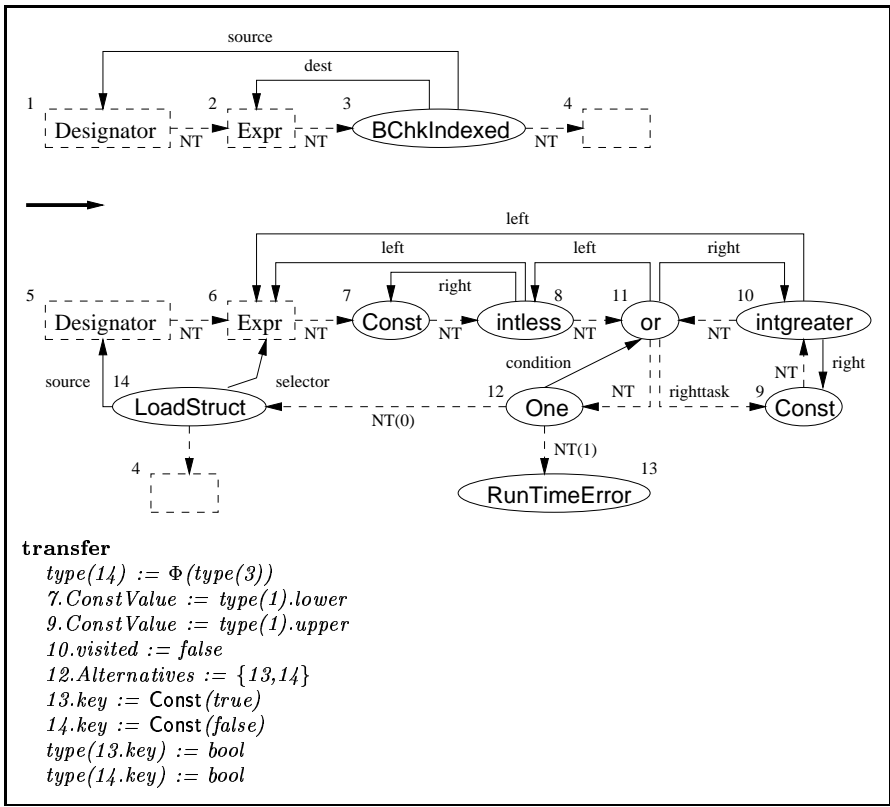 source
dest
1 2 3 4
Designator Expr BChkIndexed
NT NT NT
left
left left right
5 6 7 right 8 11 10
Designator Expr Const intless or intgreater
NT NT NT NT NT
condition NT right
source 14 selector 12 NT righttask 9
LoadStruct One Const
NT(0)
4 NT(1) 13
RunTimeError
transfer
type(14) := Φ(type(3))
7.ConstValue := type(1).lower
9.ConstValue := type(1).upper
10.visited := false
12.Alternatives := {13,14}
13.key := Const(true)
14.key := Const(false)
type(13.key) := bool
type(14.key) := bool